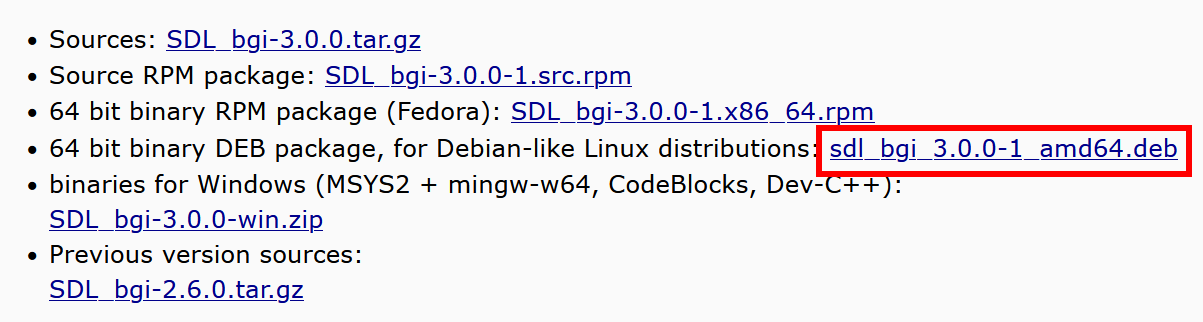 • Sources: SDL_bgi-3.0.0.tar.gz
• Source RPM package: SDL_bgi-3.0.0-1.src.rpm
• 64 bit binary RPM package (Fedora): SDL_bgi-3.0.0-1.x86_64.rpm
• 64 bit binary DEB package, for Debian-like Linux distributions: sdl_bgi_3.0.0-1_amd64.deb
• binaries for Windows (MSYS2 + mingw-w64, CodeBlocks, Dev-C++):
SDL_bgi-3.0.0-win.zip
• Previous version sources:
SDL_bgi-2.6.0.tar.gz